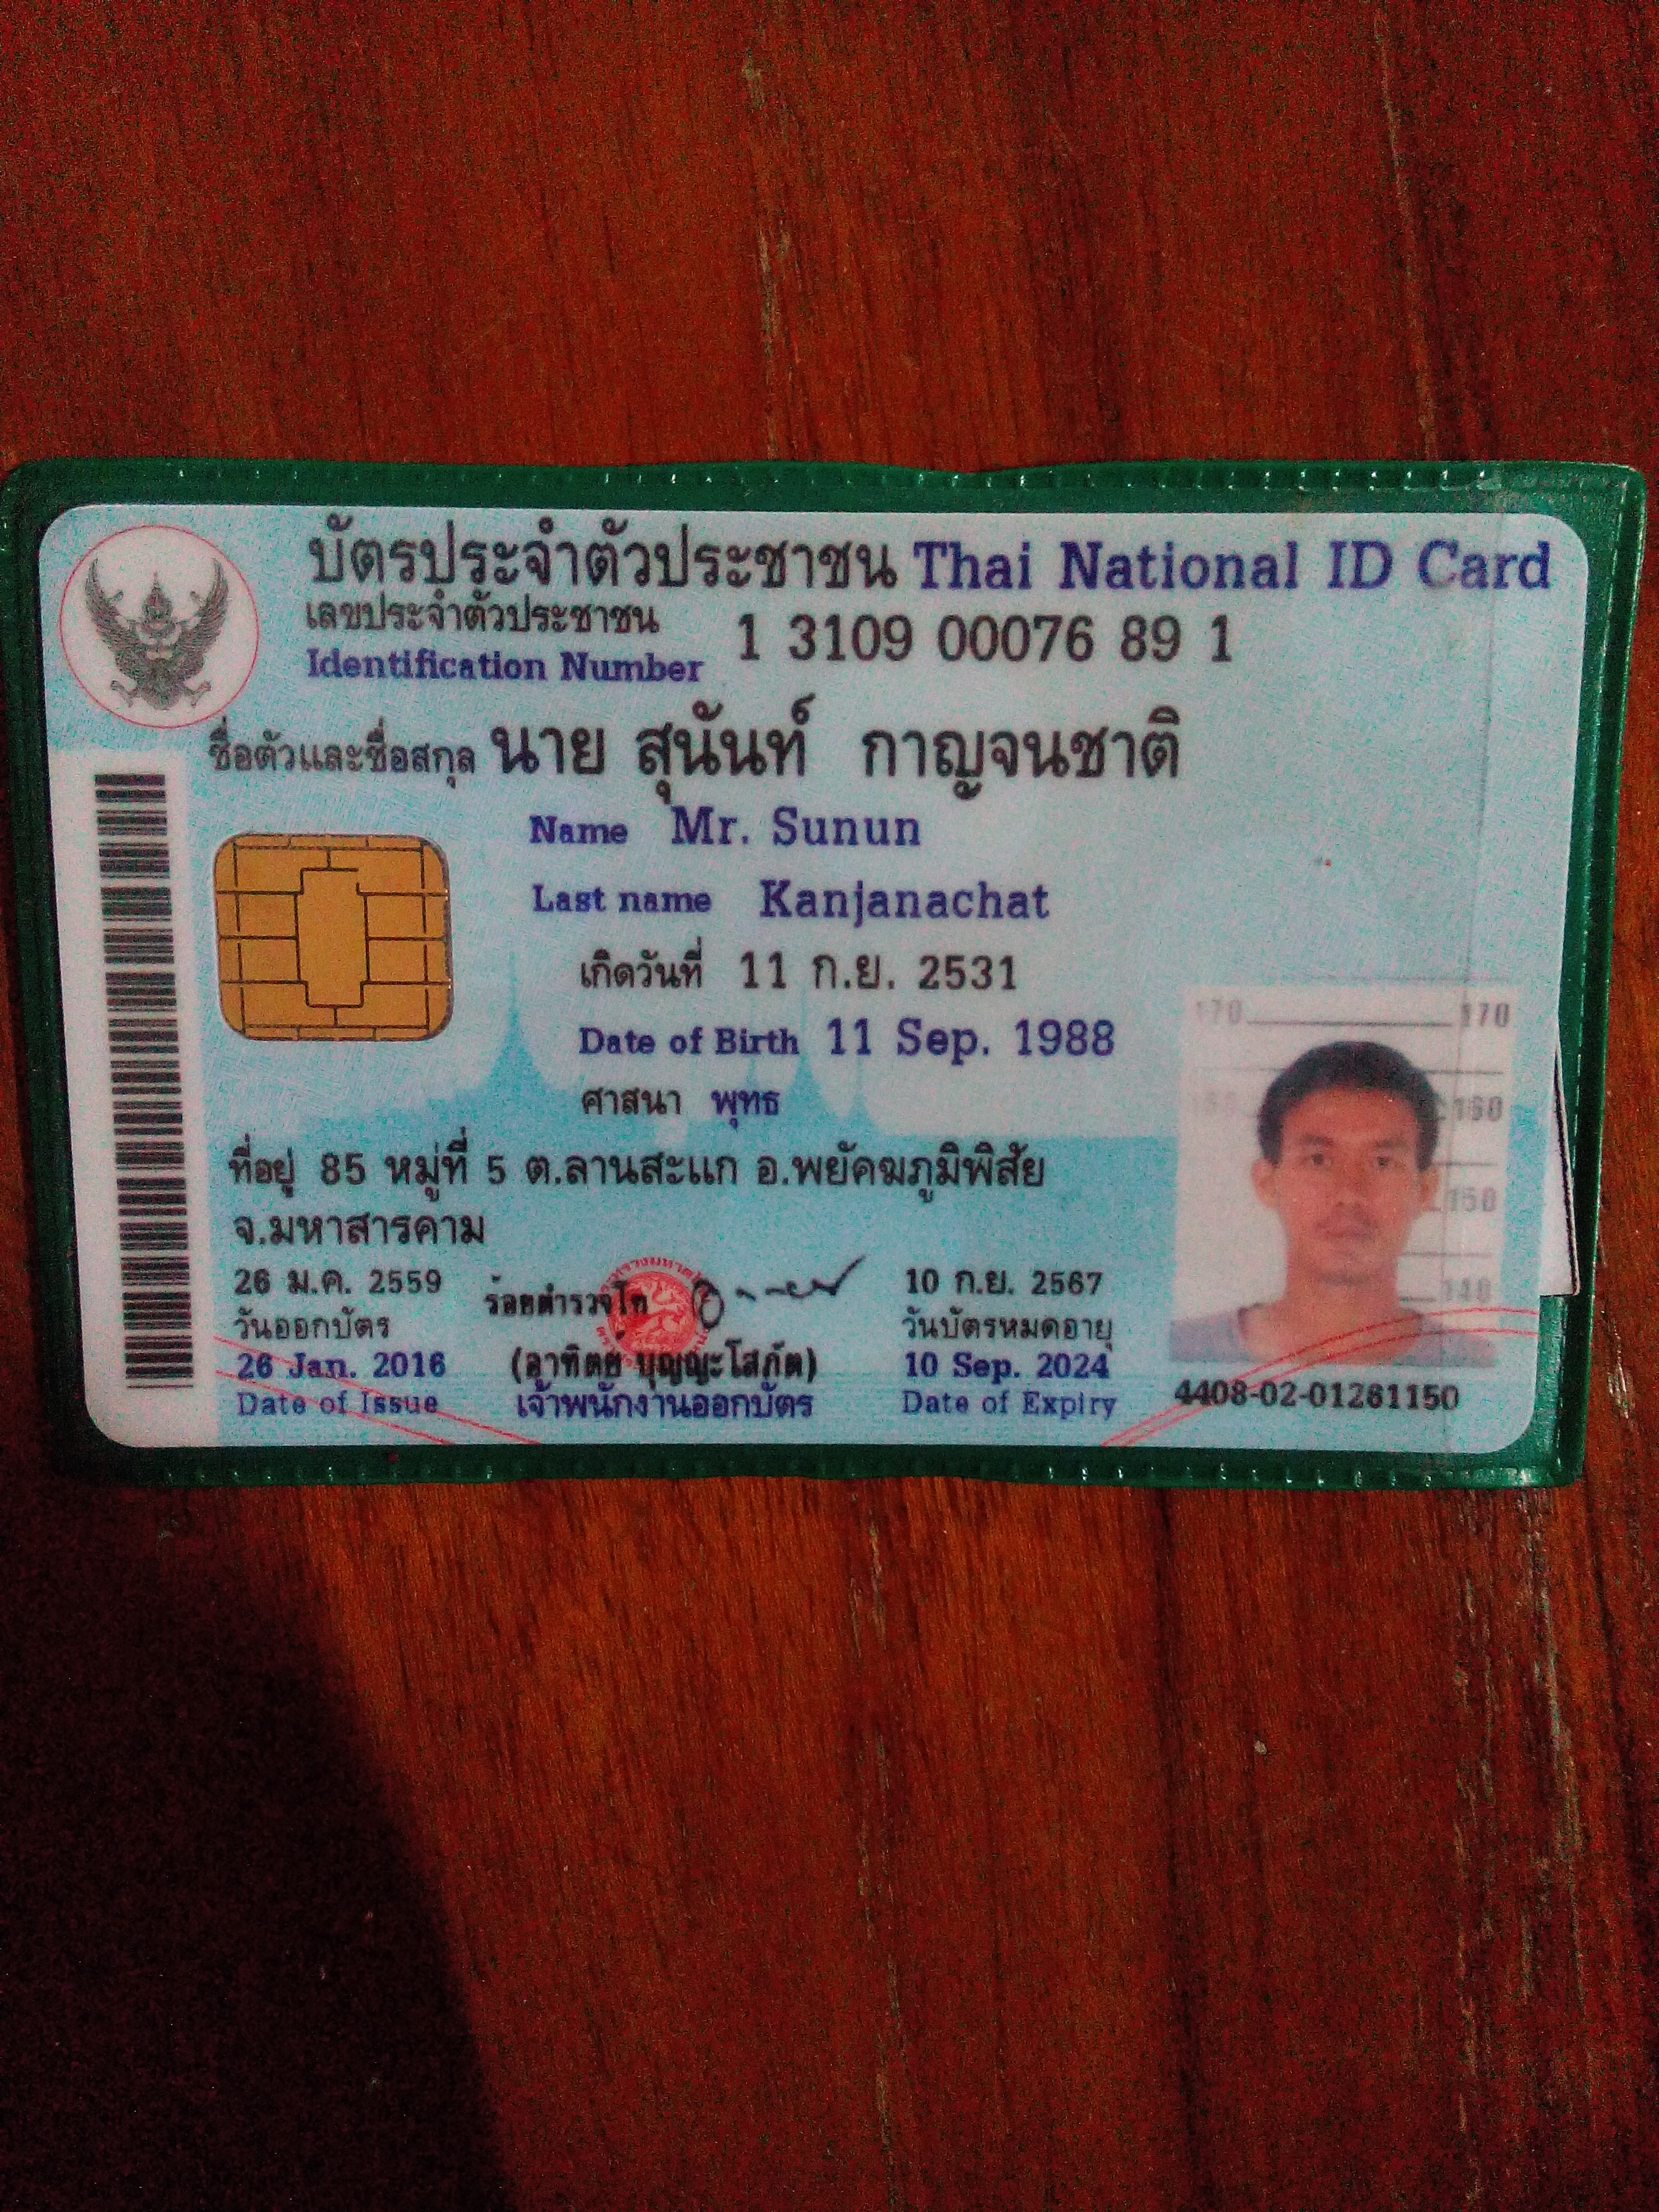 บัตรประจำตัวประชาชน Thai National ID Card
เลขประจำตัวประชาชน
Identification Number 1 3109 00076 89 1
ชื่อตัวและชื่อสกุล นาย สุนันท์ กาญจนชาติ
Name Mr. Sunun
Last name Kanjanachat
เกิดวันที่ 11 ก.ย. 2531
Date of Birth 11 Sep. 1988
ศาสนา พุทธ
ที่อยู่ 85 หมู่ที่ 5 ต.ลานสะแก อ.พยัคฆภูมิพิสัย
จ.มหาสารคาม
26 ม.ค. 2559
วันออกบัตร
26 Jan. 2016
Date of Issue
ร้อยตำรวจโท
(อาทิตย์ บุญญะโสภัต)
เจ้าพนักงานออกบัตร
10 ก.ย. 2567
วันบัตรหมดอายุ
10 Sep. 2024
Date of Expiry
170 170
160
150
140
4408-02-01261150